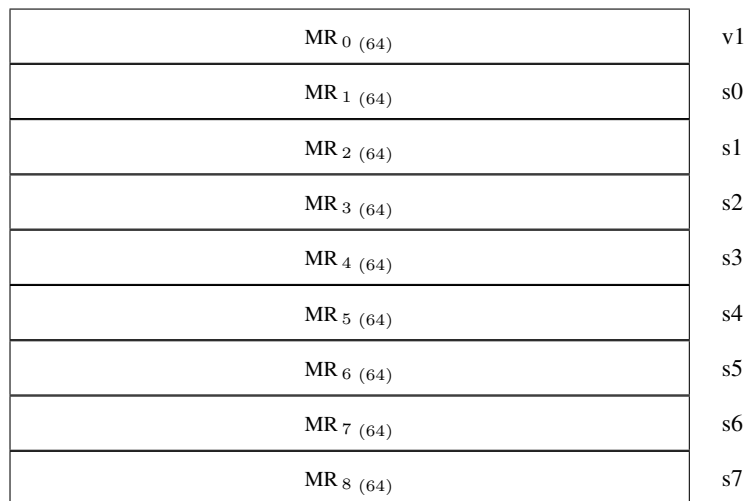 MR 0 (64) v1
MR 1 (64) s0
MR 2 (64) s1
MR 3 (64) s2
MR 4 (64) s3
MR 5 (64) s4
MR 6 (64) s5
MR 7 (64) s6
MR 8 (64) s7